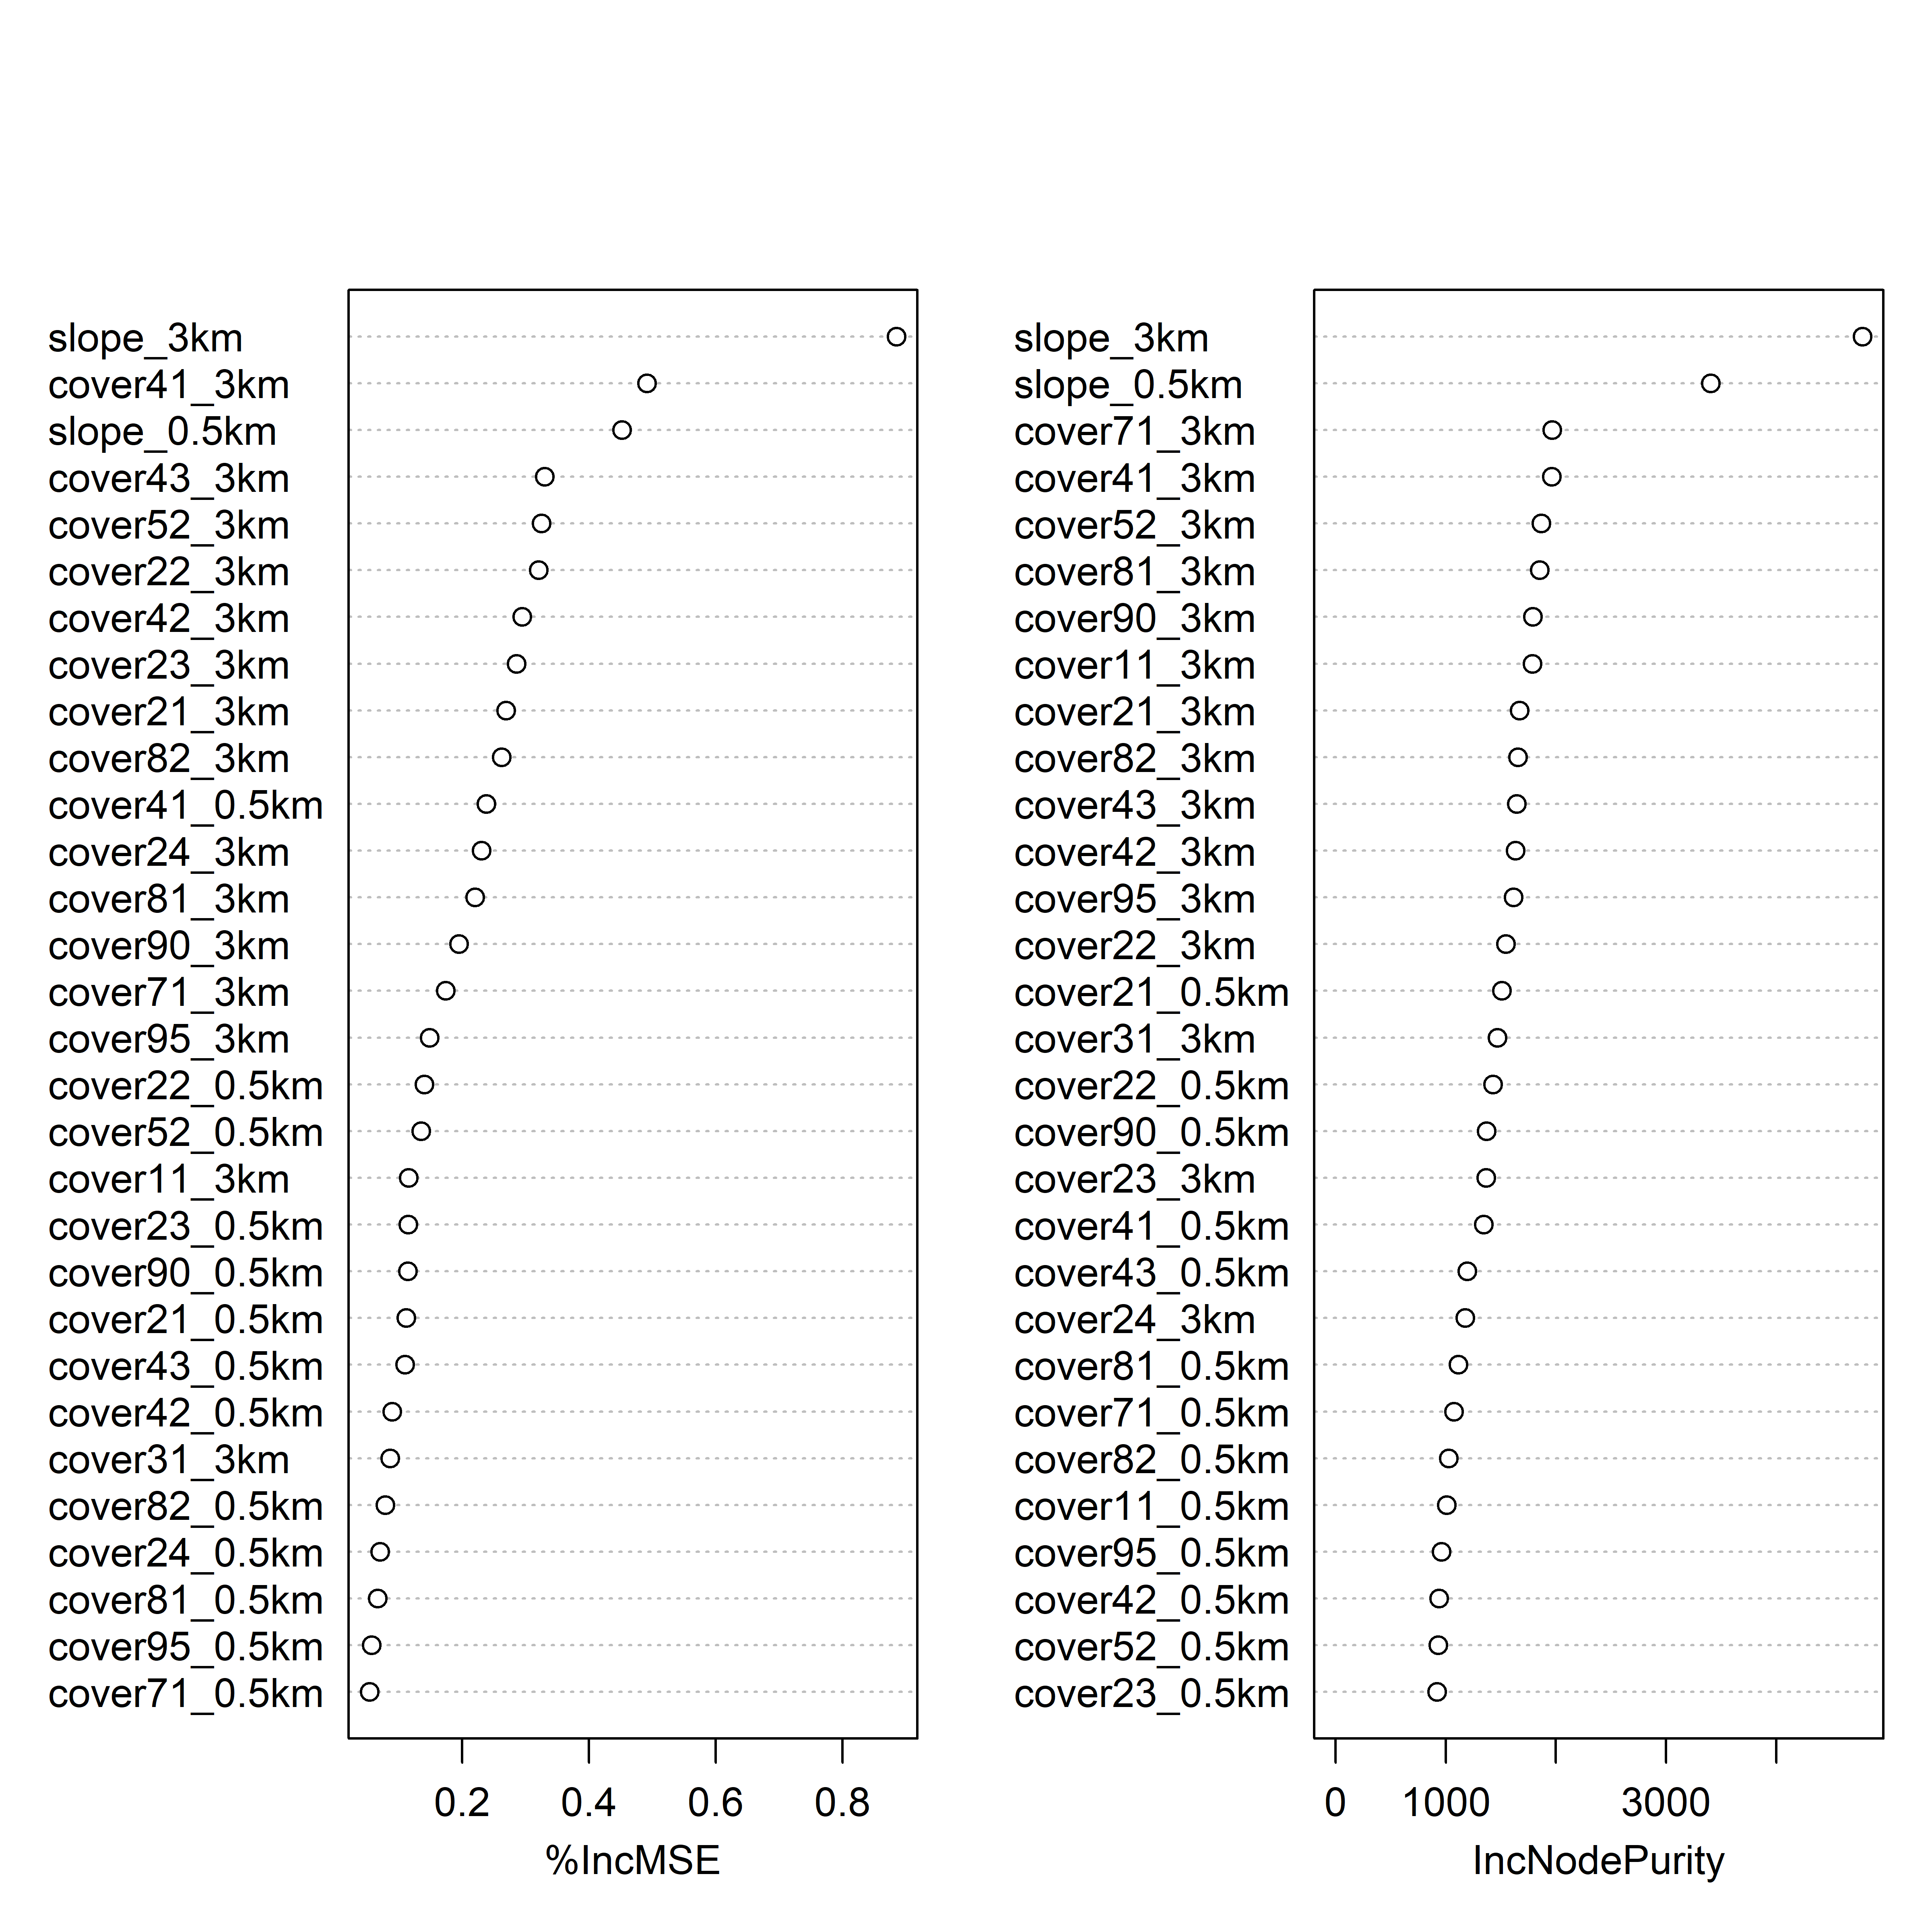 slope_3km
cover41_3km
slope_0.5km
cover43_3km
cover52_3km
cover22_3km
cover42_3km
cover23_3km
cover21_3km
cover82_3km
cover41_0.5km
cover24_3km
cover81_3km
cover90_3km
cover71_3km
cover95_3km
cover22_0.5km
cover52_0.5km
cover11_3km
cover23_0.5km
cover90_0.5km
cover21_0.5km
cover43_0.5km
cover42_0.5km
cover31_3km
cover82_0.5km
cover24_0.5km
cover81_0.5km
cover95_0.5km
cover71_0.5km
0.2 0.4 0.6 0.8
%IncMSE
slope_3km
slope_0.5km
cover71_3km
cover41_3km
cover52_3km
cover81_3km
cover90_3km
cover11_3km
cover21_3km
cover82_3km
cover43_3km
cover42_3km
cover95_3km
cover22_3km
cover21_0.5km
cover31_3km
cover22_0.5km
cover90_0.5km
cover23_3km
cover41_0.5km
cover43_0.5km
cover24_3km
cover81_0.5km
cover71_0.5km
cover82_0.5km
cover11_0.5km
cover95_0.5km
cover42_0.5km
cover52_0.5km
cover23_0.5km
0 1000 3000
IncNodePurity